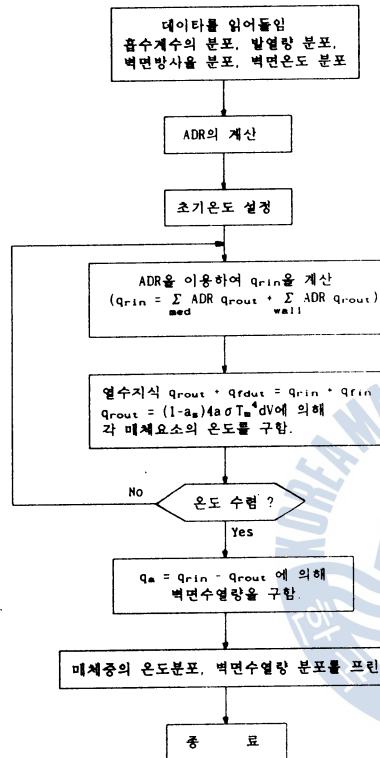 데이타를 읽어들임
흡수계수의 분포, 발열량 분포,
벽면방사율 분포, 벽면온도 분포
ADR의 계산
초기온도 설정
ADR을 이용하여 qrin을 계산
(qrin = Σ ADR qrout + Σ ADR qrout)
med wall
열수지식 qrout + qfdut = qrin + qfin
qrout = (1-am)4aσTm⁴dV에 의해
각 매체요소의 온도를 구함.
No
온도 수렴 ?
Yes
qa = qrin - qrout 에 의해
벽면수열량을 구함.
매체중의 온도분포, 벽면수열량 분포를 프린
종 료